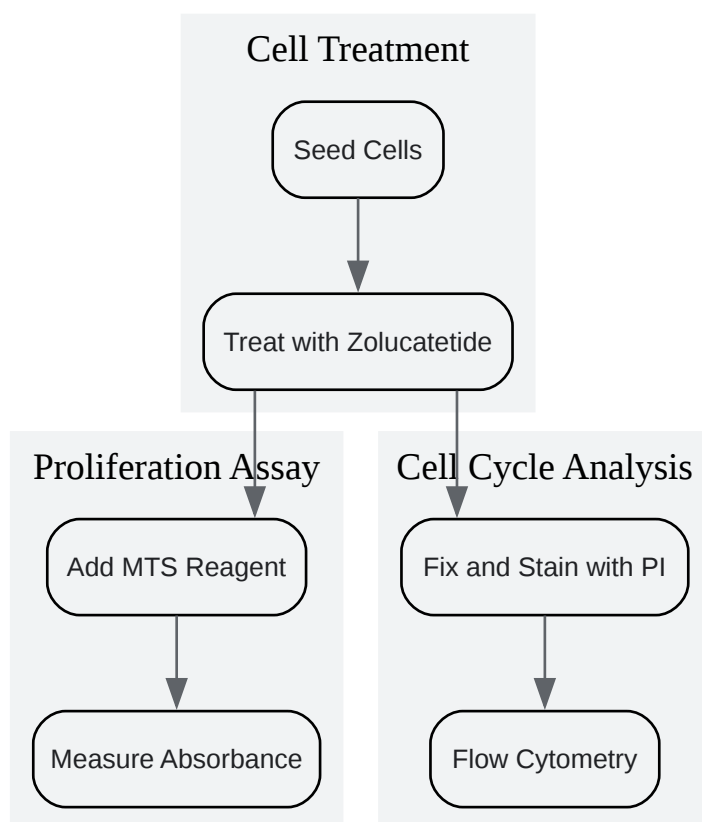 Cell Treatment
Seed Cells
Treat with Zolucatetide
Proliferation Assay
Cell Cycle Analysis
Add MTS Reagent
Fix and Stain with PI
Measure Absorbance
Flow Cytometry